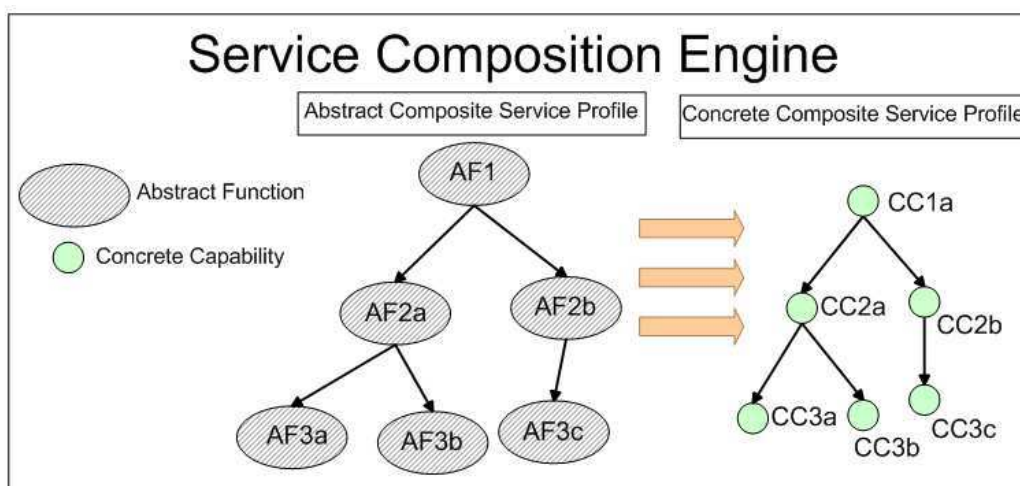 Service Composition Engine
Abstract Composite Service Profile
Concrete Composite Service Profile
Abstract Function
Concrete Capability
AF1
AF2a
AF2b
AF3a
AF3b
AF3c
CC1a
CC2a
CC2b
CC3a
CC3b
CC3c